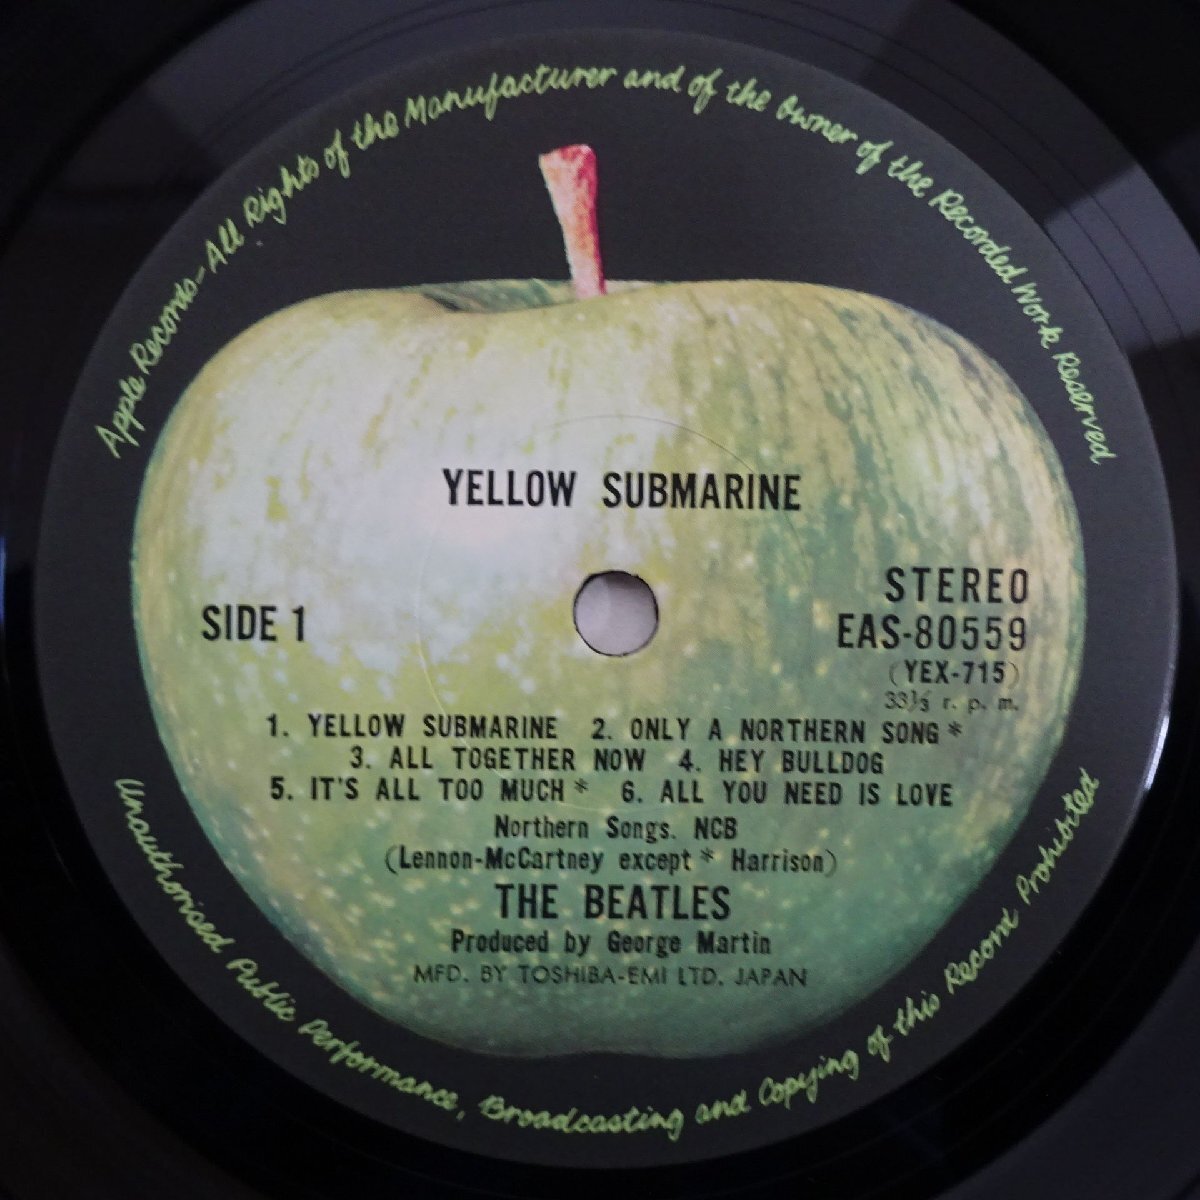 Apple Records-All Rights of the Manufacturer and of the Owner of the Recorded Work Reserved
YELLOW SUBMARINE
SIDE 1
STEREO
EAS-80559
(YEX-715)
33⅓ r. p. m.
1. YELLOW SUBMARINE 2. ONLY A NORTHERN SONG *
3. ALL TOGETHER NOW 4. HEY BULLDOG
5. IT'S ALL TOO MUCH * 6. ALL YOU NEED IS LOVE
Northern Songs. NCB
(Lennon-McCartney except * Harrison)
THE BEATLES
Produced by George Martin
MFD. BY TOSHIBA-EMI LTD. JAPAN
Unauthorised Public Performance, Broadcasting and Copying of this Record Prohibited